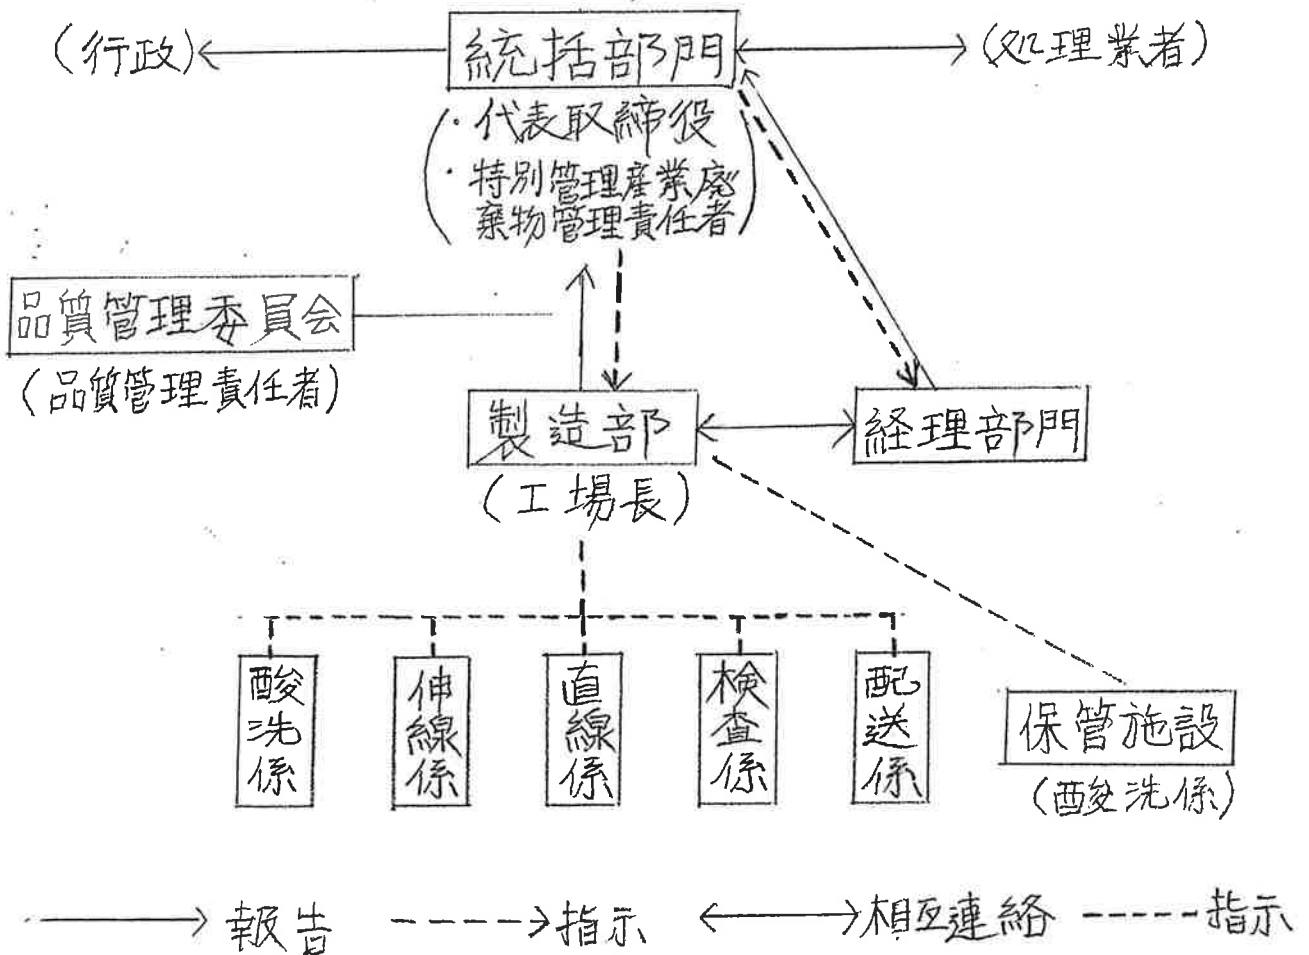 (行政)
統括部門
(処理業者)
・代表取締役
・特別管理産業廃
棄物管理責任者
品質管理委員会
(品質管理責任者)
製造部
経理部門
(工場長)
酸洗係
伸線係
直線係
検査係
配送係
保管施設
(酸洗係)
報告
指示
相互連絡
指示